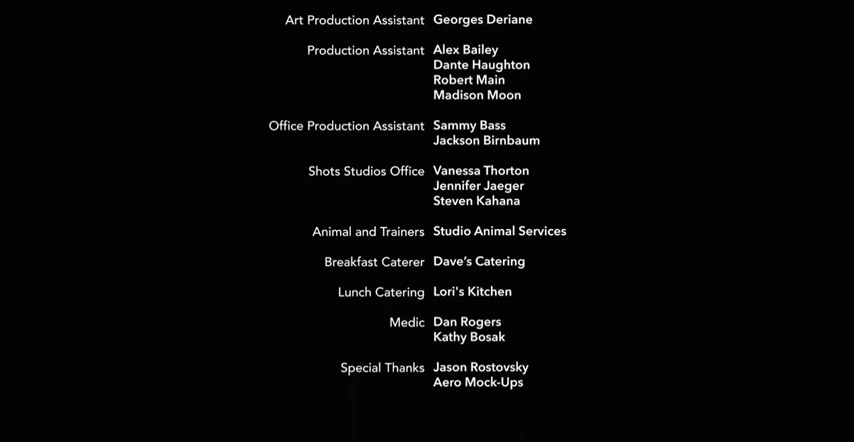 Art Production Assistant Georges Deriane
Production Assistant Alex Bailey
Dante Haughton
Robert Main
Madison Moon
Office Production Assistant Sammy Bass
Jackson Birnbaum
Shots Studios Office Vanessa Thorton
Jennifer Jaeger
Steven Kahana
Animal and Trainers Studio Animal Services
Breakfast Caterer Dave’s Catering
Lunch Catering Lori's Kitchen
Medic Dan Rogers
Kathy Bosak
Special Thanks Jason Rostovsky
Aero Mock-Ups